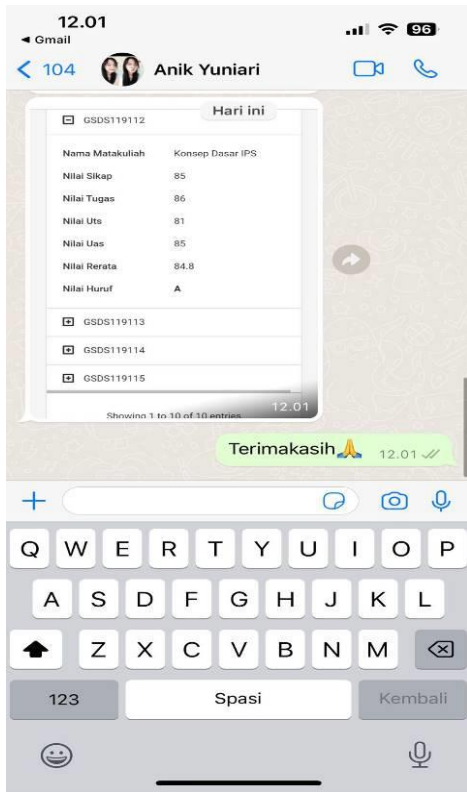 12.01
96
◄ Gmail
104 Anik Yuniari
Hari ini
GSDS119112
Nama Matakuliah Konsep Dasar IPS
Nilai Sikap 85
Nilai Tugas 86
Nilai Uts 81
Nilai Uas 85
Nilai Rerata 84.8
Nilai Huruf A
GSDS119113
GSDS119114
GSDS119115
Showing 1 to 10 of 10 entries
12.01
Terimakasih🙏 12.01
Q W E R T Y U I O P
A S D F G H J K L
Z X C V B N M
123 Spasi Kembali